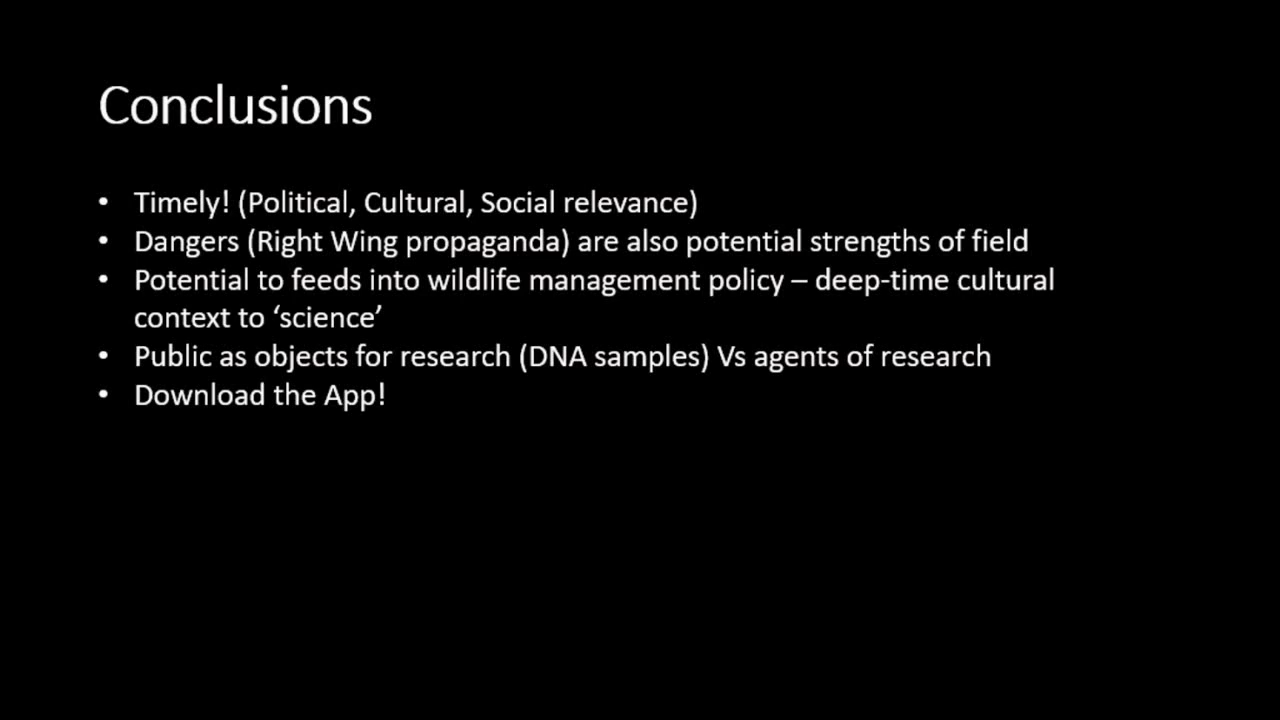 Conclusions
• Timely! (Political, Cultural, Social relevance)
• Dangers (Right Wing propaganda) are also potential strengths of field
• Potential to feeds into wildlife management policy – deep-time cultural
context to ‘science’
• Public as objects for research (DNA samples) Vs agents of research
• Download the App!